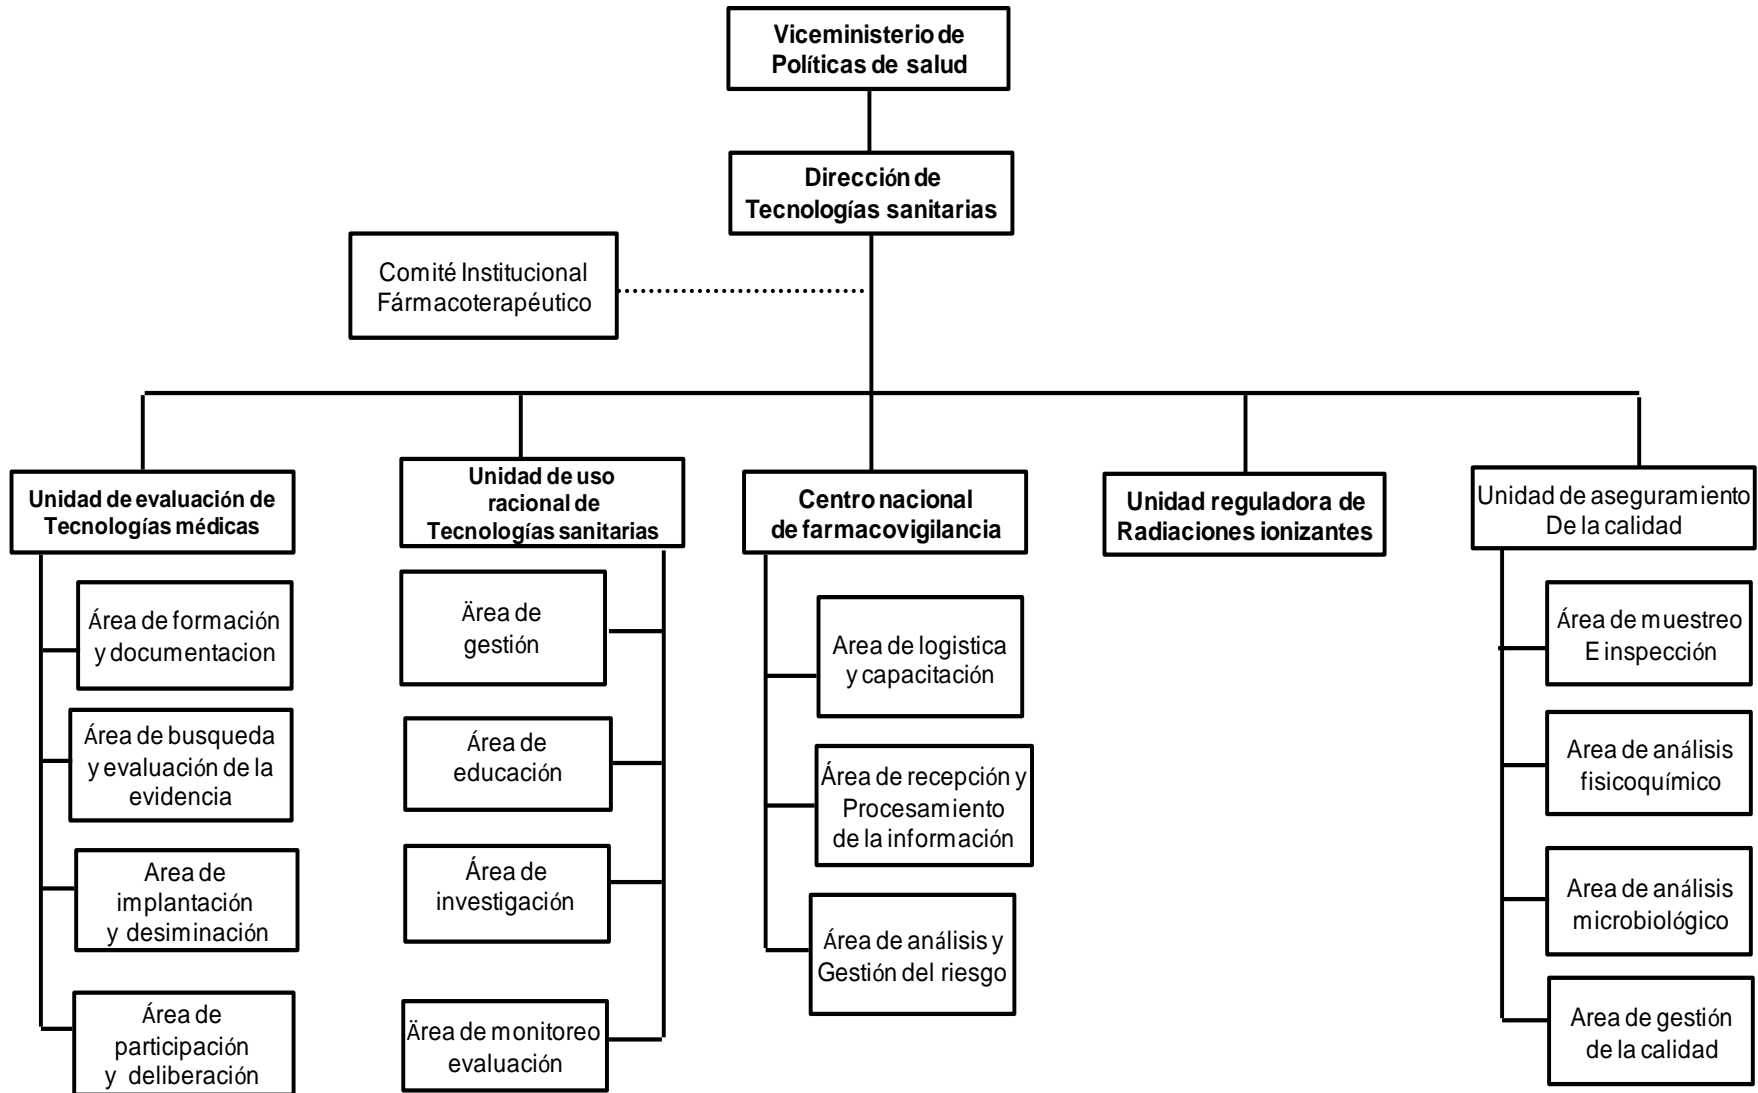 Viceministerio de
Políticas de salud
Dirección de
Tecnologías sanitarias
Comité Institucional
Fármacoterapéutico
Unidad de evaluación de
Tecnologías médicas
Unidad de uso
racional de
Tecnologías sanitarias
Centro nacional
de farmacovigilancia
Unidad reguladora de
Radiaciones ionizantes
Unidad de aseguramiento
De la calidad
Área de formación
y documentacion
Área de busqueda
y evaluación de la
evidencia
Area de
implantación
y desiminación
Área de
participación
y deliberación
Ärea de
gestión
Área de
educación
Área de
investigación
Ärea de monitoreo
evaluación
Area de logistica
y capacitación
Área de recepción y
Procesamiento
de la información
Área de análisis y
Gestión del riesgo
Área de muestreo
E inspección
Area de análisis
fisicoquímico
Area de análisis
microbiológico
Area de gestión
de la calidad